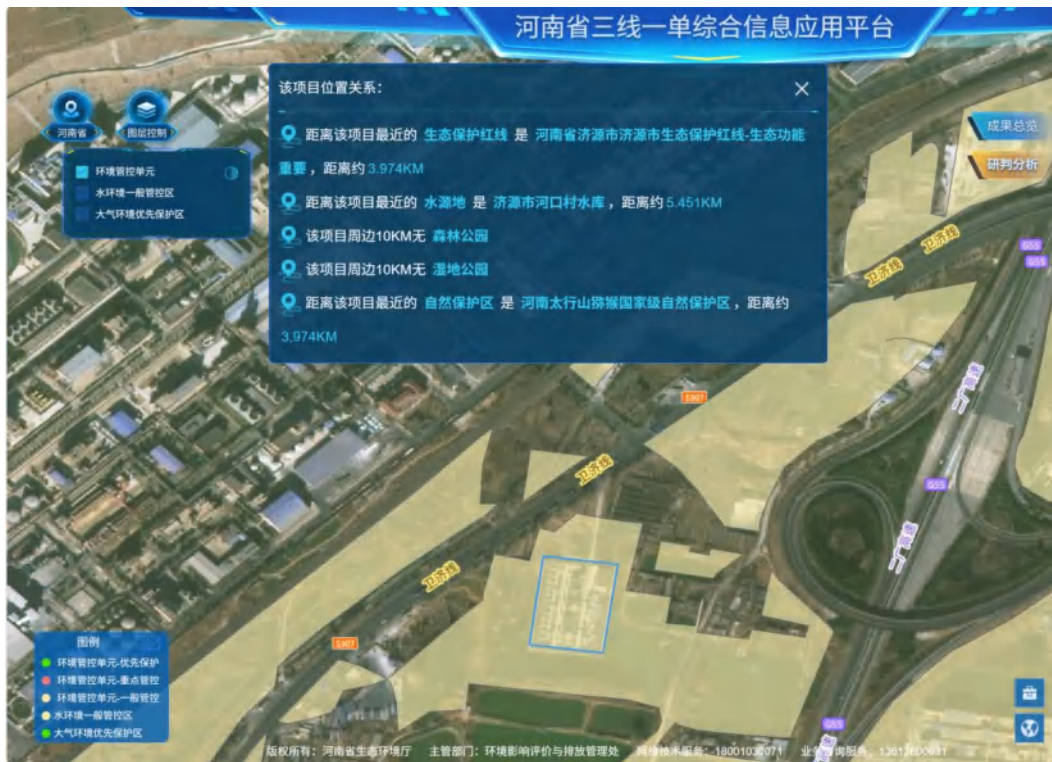 河南省三线一单综合信息应用平台
该项目位置关系：
距离该项目最近的 生态保护红线 是 河南省济源市济源市生态保护红线-生态功能
重要，距离约3.974KM
距离该项目最近的 水源地 是 济源市河口村水库，距离约5.451KM
该项目周边10KM无 森林公园
该项目周边10KM无 湿地公园
距离该项目最近的 自然保护区 是 河南太行山猕猴国家级自然保护区，距离约
3.974KM
河南省
图层控制
环境管控单元
水环境一般管控区
大气环境优先保护区
成果总览
研判分析
卫济线
卫济线
G55
G55
二广高速
S307
卫济线
G55
二广高速
卫济线
S307
G55
图例
环境管控单元-优先保护
环境管控单元-重点管控
环境管控单元-一般管控
水环境一般管控区
大气环境优先保护区
版权所有：河南省生态环境厅 主管部门：环境影响评价与排放管理处 技术服务：18001030071